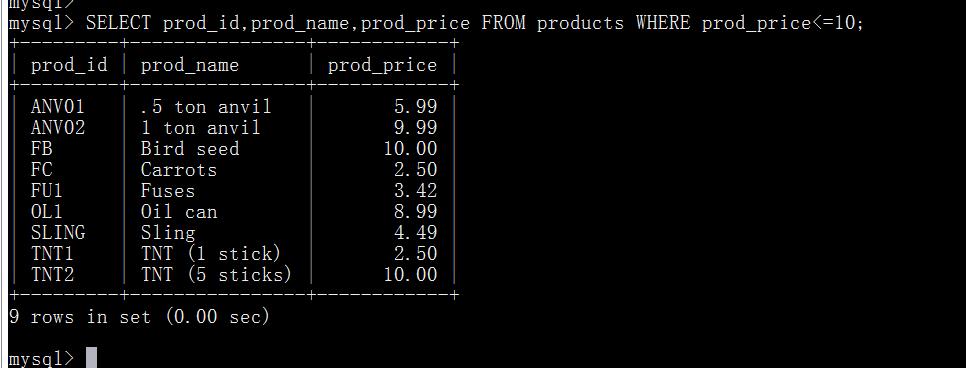 mysql>
mysql> SELECT prod_id,prod_name,prod_price FROM products WHERE prod_price<=10;
+---------+----------------+------------+
| prod_id | prod_name      | prod_price |
+---------+----------------+------------+
| ANV01   | .5 ton anvil   |       5.99 |
| ANV02   | 1 ton anvil    |       9.99 |
| FB      | Bird seed      |      10.00 |
| FC      | Carrots        |       2.50 |
| FU1     | Fuses          |       3.42 |
| OL1     | Oil can        |       8.99 |
| SLING   | Sling          |       4.49 |
| TNT1    | TNT (1 stick)  |       2.50 |
| TNT2    | TNT (5 sticks) |      10.00 |
+---------+----------------+------------+
9 rows in set (0.00 sec)
mysql>